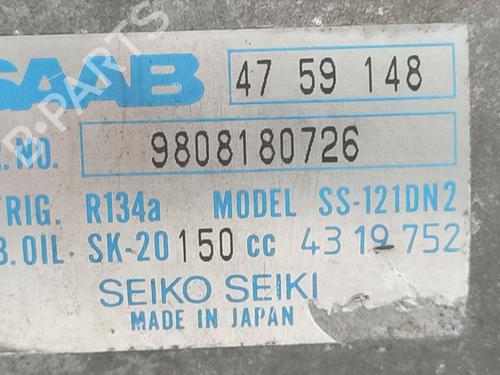 SAAB 47 59 148
.NO. 9808180726
RIG. R134a MODEL SS-121DN2
B.OIL SK-20 150 cc 4319752
SEIKO SEIKI
MADE IN JAPAN
B-PARTS